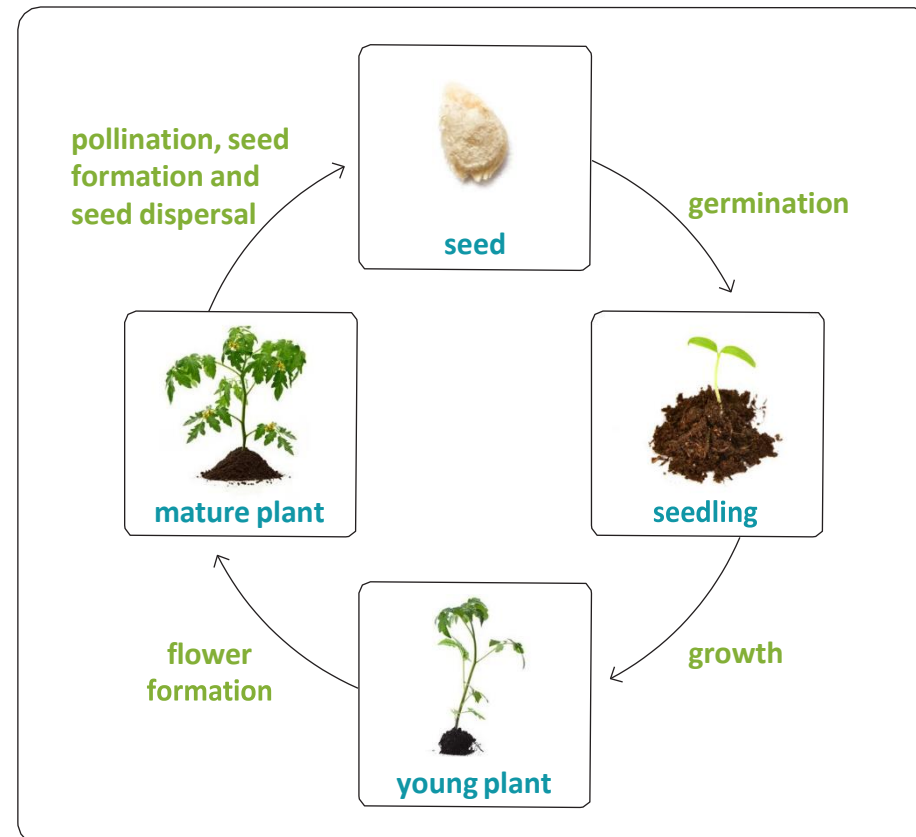 pollination, seed
formation and
seed dispersal
seed
germination
mature plant
seedling
flower
formation
growth
young plant